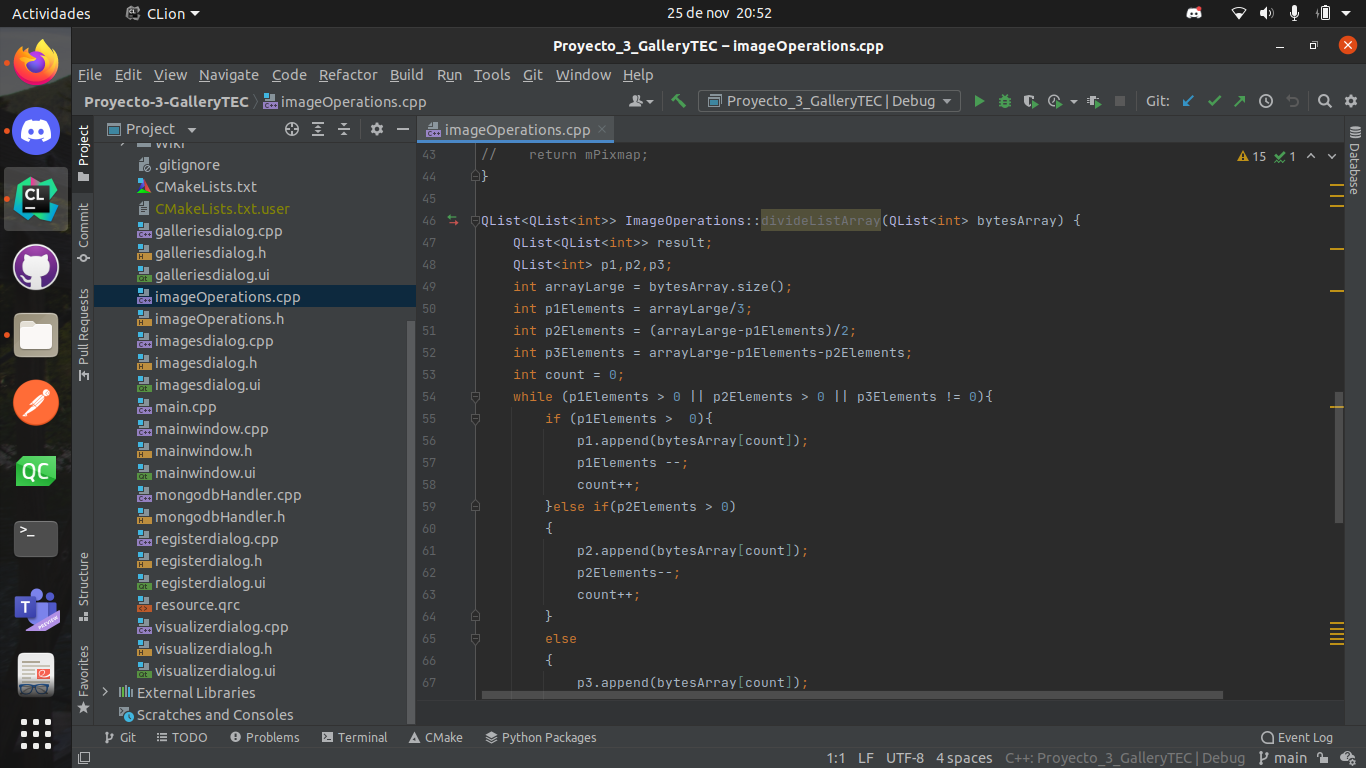 Actividades CLion 25 de nov 20:52
Proyecto_3_GalleryTEC – imageOperations.cpp
File Edit View Navigate Code Refactor Build Run Tools Git Window Help
Proyecto-3-GalleryTEC imageOperations.cpp Proyecto_3_GalleryTEC | Debug Git:
Project
Commit
Pull Requests
Structure
Favorites
Project
Wiki
.gitignore
CMakeLists.txt
CMakeLists.txt.user
galleriesdialog.cpp
galleriesdialog.h
galleriesdialog.ui
imageOperations.cpp
imageOperations.h
imagesdialog.cpp
imagesdialog.h
imagesdialog.ui
main.cpp
mainwindow.cpp
mainwindow.h
mainwindow.ui
mongodbHandler.cpp
mongodbHandler.h
registerdialog.cpp
registerdialog.h
registerdialog.ui
resource.qrc
visualizerdialog.cpp
visualizerdialog.h
visualizerdialog.ui
External Libraries
Scratches and Consoles
imageOperations.cpp
15 1
43 // return mPixmap;
44 }
45
46 QList<QList<int>> ImageOperations::divideListArray(QList<int> bytesArray) {
47 QList<QList<int>> result;
48 QList<int> p1,p2,p3;
49 int arrayLarge = bytesArray.size();
50 int p1Elements = arrayLarge/3;
51 int p2Elements = (arrayLarge-p1Elements)/2;
52 int p3Elements = arrayLarge-p1Elements-p2Elements;
53 int count = 0;
54 while (p1Elements > 0 || p2Elements > 0 || p3Elements != 0){
55 if (p1Elements >  0){
56 p1.append(bytesArray[count]);
57 p1Elements --;
58 count++;
59 }else if(p2Elements > 0)
60 {
61 p2.append(bytesArray[count]);
62 p2Elements--;
63 count++;
64 }
65 else
66 {
67 p3.append(bytesArray[count]);
Database
CL
QC
>_
T
PREVIEW
Git TODO Problems Terminal CMake Python Packages Event Log
1:1 LF UTF-8 4 spaces C++: Proyecto_3_GalleryTEC | Debug main